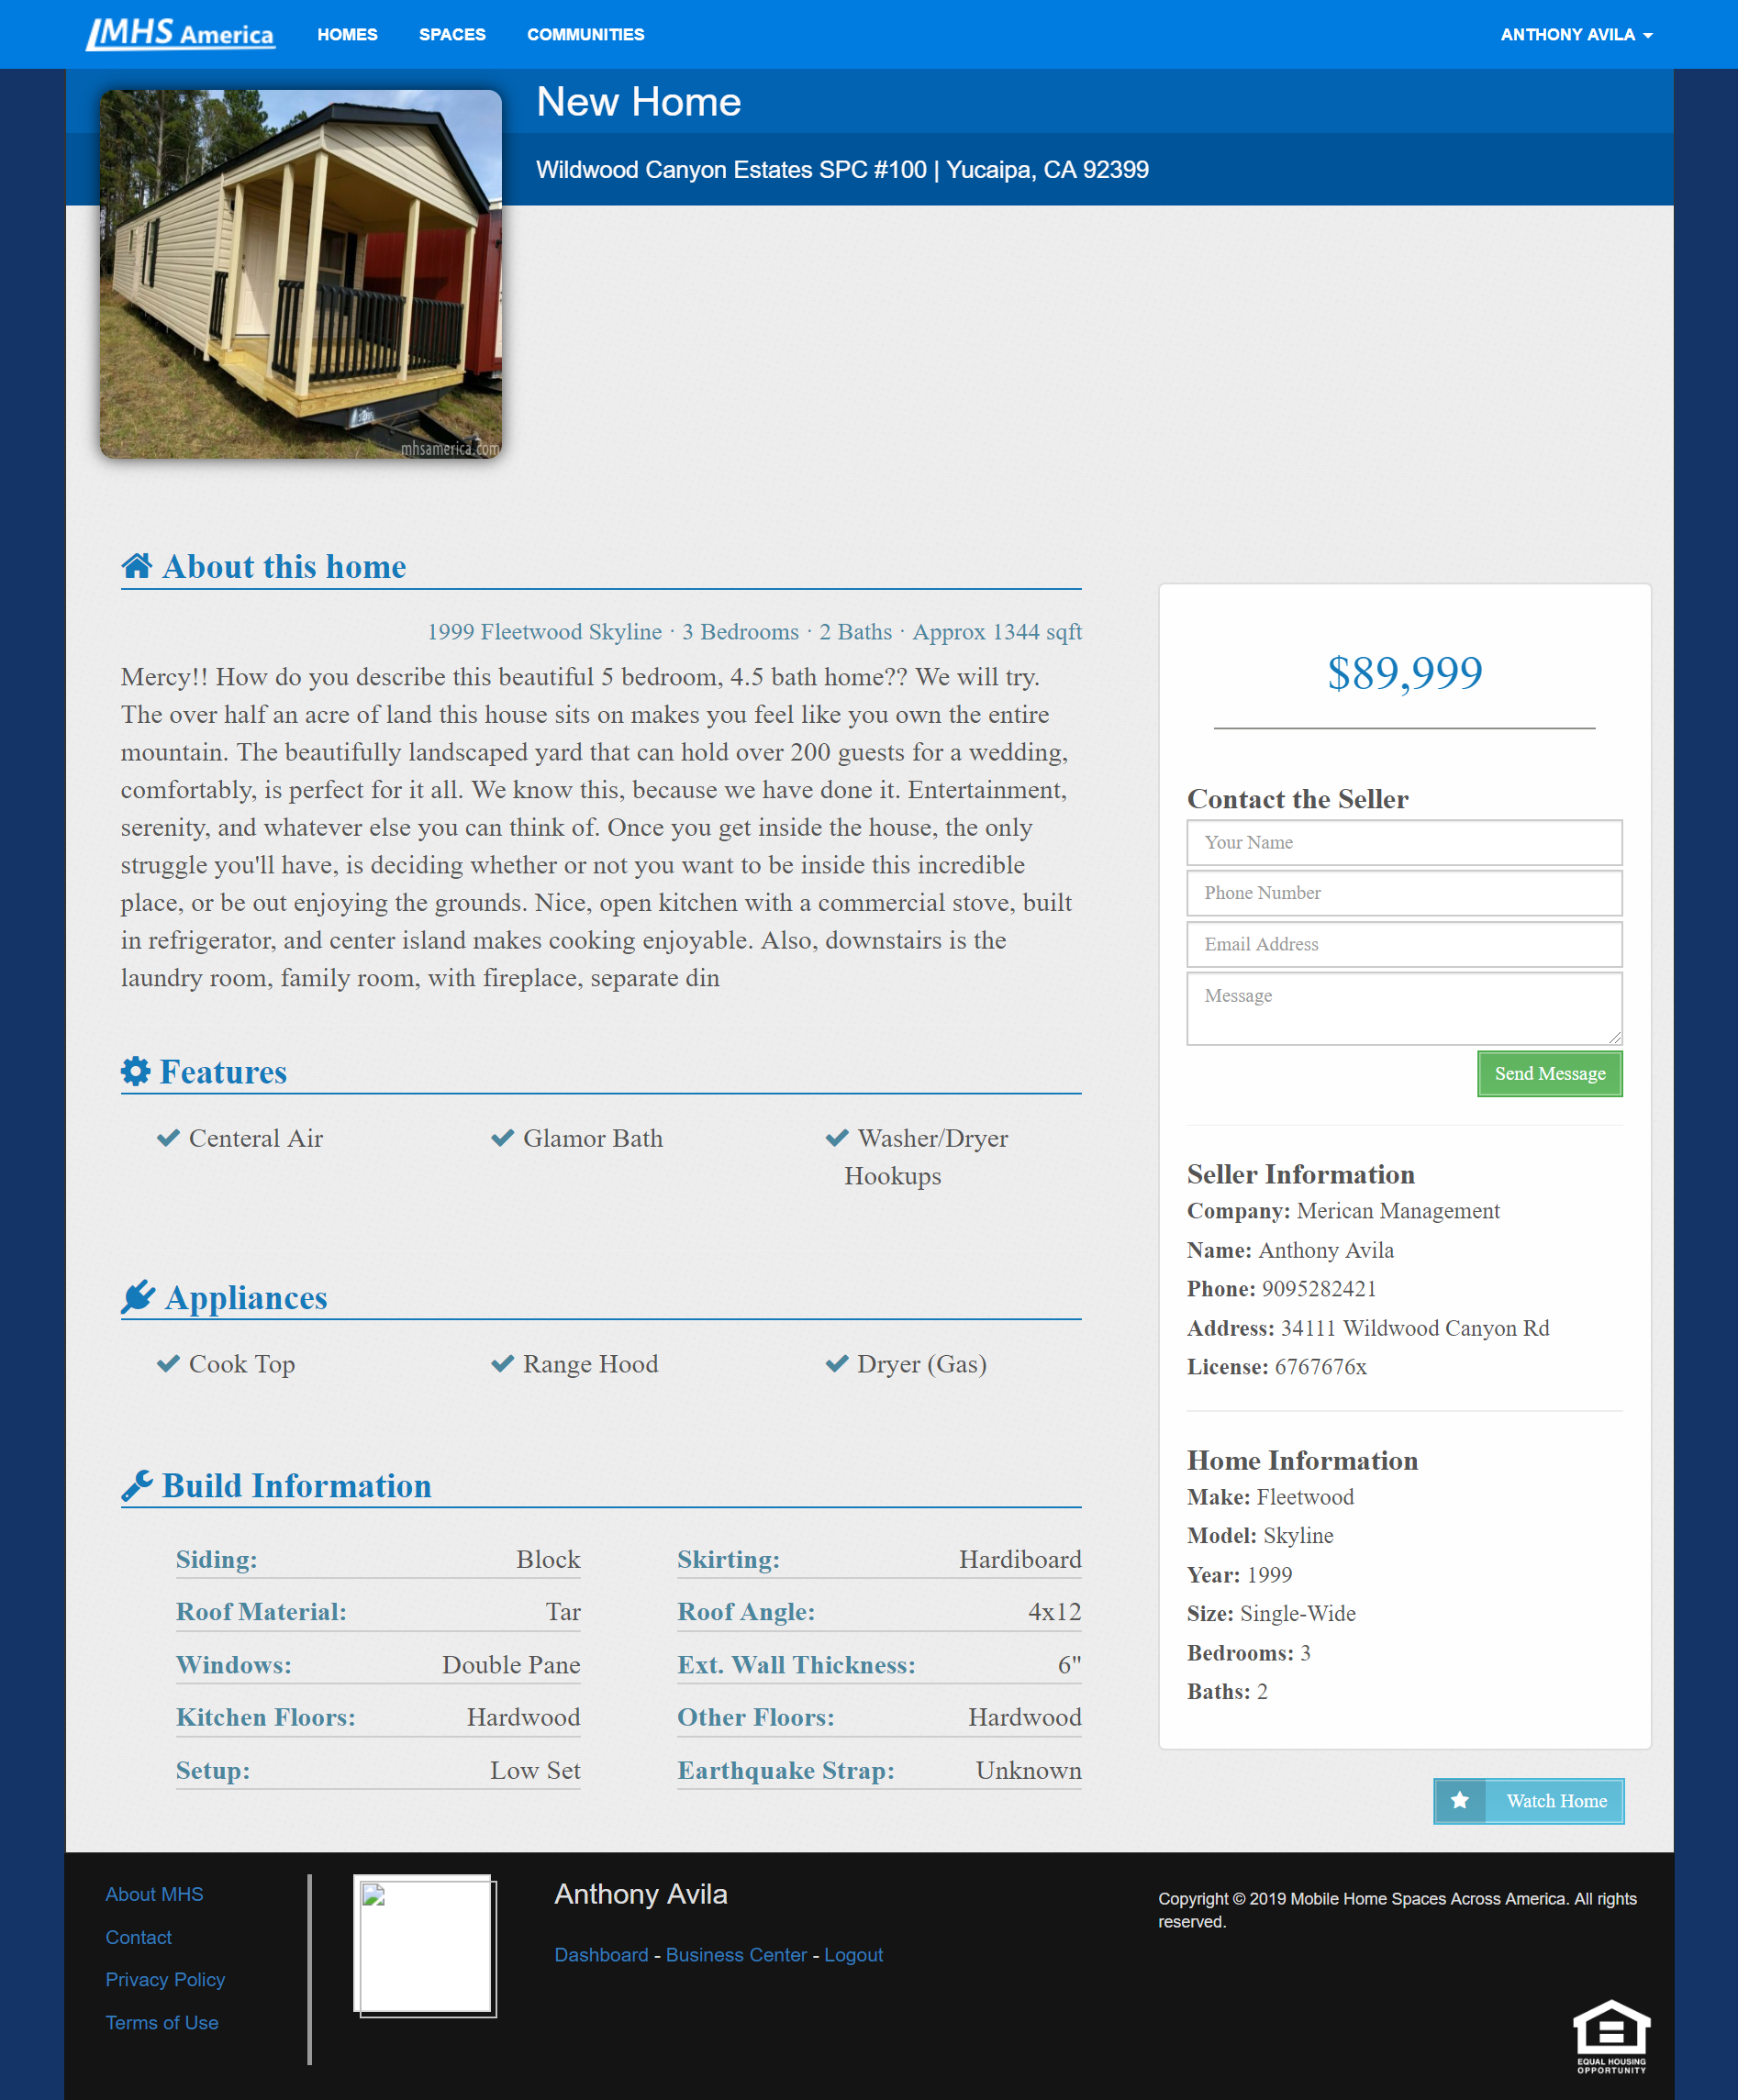 MHS America
HOMES
SPACES
COMMUNITIES
ANTHONY AVILA
New Home
Wildwood Canyon Estates SPC #100 | Yucaipa, CA 92399
mhsamerica.com
About this home
1999 Fleetwood Skyline · 3 Bedrooms · 2 Baths · Approx 1344 sqft
Mercy!! How do you describe this beautiful 5 bedroom, 4.5 bath home?? We will try.
The over half an acre of land this house sits on makes you feel like you own the entire
mountain. The beautifully landscaped yard that can hold over 200 guests for a wedding,
comfortably, is perfect for it all. We know this, because we have done it. Entertainment,
serenity, and whatever else you can think of. Once you get inside the house, the only
struggle you'll have, is deciding whether or not you want to be inside this incredible
place, or be out enjoying the grounds. Nice, open kitchen with a commercial stove, built
in refrigerator, and center island makes cooking enjoyable. Also, downstairs is the
laundry room, family room, with fireplace, separate din
Features
Centeral Air
Glamor Bath
Washer/Dryer
Hookups
Appliances
Cook Top
Range Hood
Dryer (Gas)
Build Information
Siding: Block
Skirting: Hardiboard
Roof Material: Tar
Roof Angle: 4x12
Windows: Double Pane
Ext. Wall Thickness: 6"
Kitchen Floors: Hardwood
Other Floors: Hardwood
Setup: Low Set
Earthquake Strap: Unknown
$89,999
Contact the Seller
Your Name
Phone Number
Email Address
Message
Send Message
Seller Information
Company: Merican Management
Name: Anthony Avila
Phone: 9095282421
Address: 34111 Wildwood Canyon Rd
License: 6767676x
Home Information
Make: Fleetwood
Model: Skyline
Year: 1999
Size: Single-Wide
Bedrooms: 3
Baths: 2
Watch Home
About MHS
Contact
Privacy Policy
Terms of Use
Anthony Avila
Dashboard - Business Center - Logout
Copyright © 2019 Mobile Home Spaces Across America. All rights
reserved.
EQUAL HOUSING
OPPORTUNITY